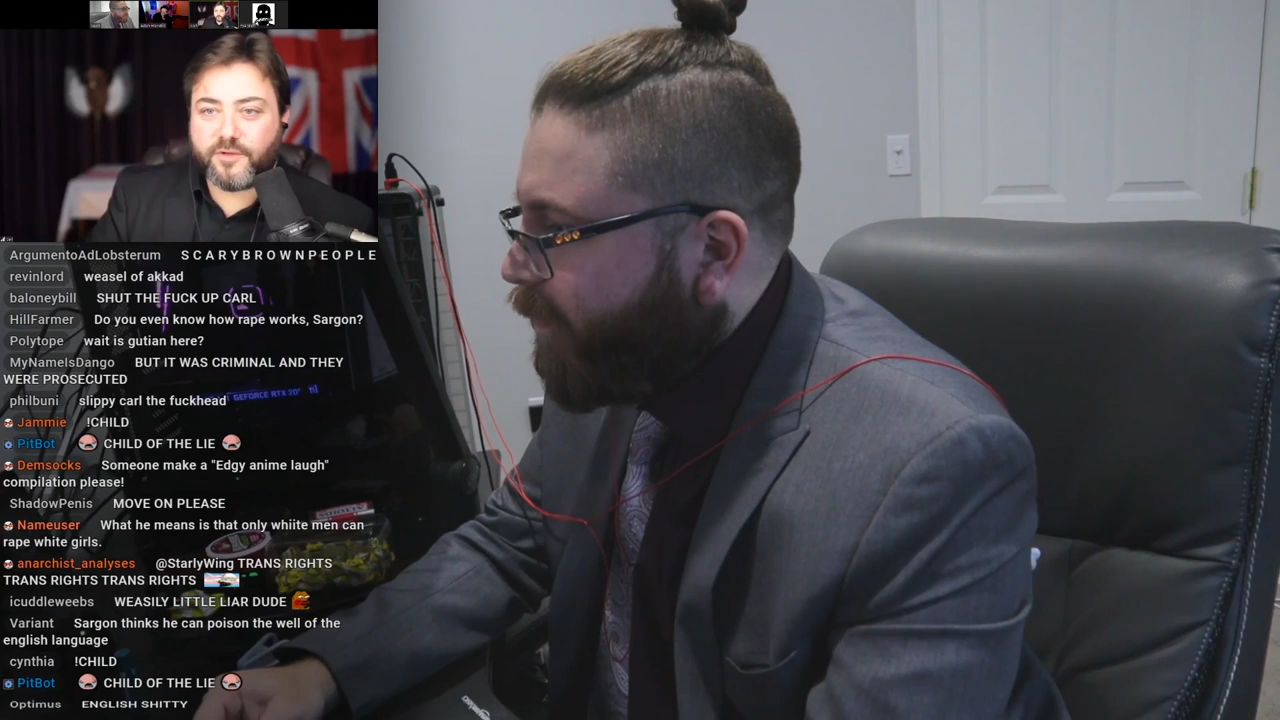 ArgumentoAdLobsterum S C A R Y B R O W N P E O P L E
revinlord weasel of akkad
baloneybill SHUT THE FUCK UP CARL
HillFarmer Do you even know how rape works, Sargon?
Polytope wait is gutian here?
MyNameIsDango BUT IT WAS CRIMINAL AND THEY
WERE PROSECUTED
philbuni slippy carl the fuckhead
GEFORCE RTX
Jammie !CHILD
PitBot CHILD OF THE LIE
Demsocks Someone make a "Edgy anime laugh"
compilation please!
ShadowPenis MOVE ON PLEASE
Nameuser What he means is that only whiite men can
rape white girls.
anarchist_analyses @StarlyWing TRANS RIGHTS
TRANS RIGHTS TRANS RIGHTS
icuddleweebs WEASILY LITTLE LIAR DUDE
Variant Sargon thinks he can poison the well of the
english language
cynthia !CHILD
PitBot CHILD OF THE LIE
Optimus ENGLISH SHITTY